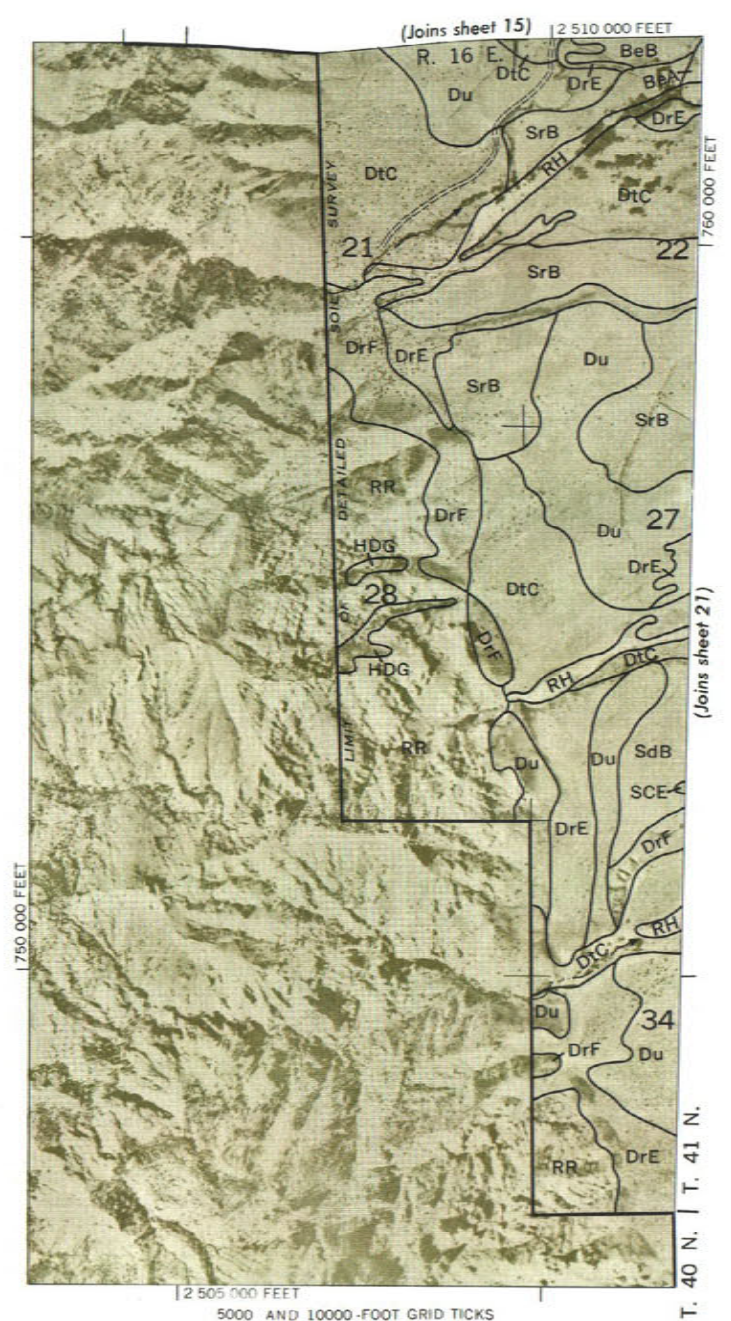 (Joins sheet 15)
2 510 000 FEET
R. 16 E.
DtC
BeB
DrE
BeA
Du
DrE
SrB
RH
DtC
DtC
760 000 FEET
21
22
SrB
DrF
DrE
SrB
Du
SrB
RR
DrF
27
Du
HDG
DrE
28
DtC
DrF
HDG
RH
DtC
(Joins sheet 21)
RR
Du
Du
SdB
SCE
DrE
DrF
RH
DtC
750 000 FEET
Du
34
DrF
Du
RR
DrE
LIMIT OF DETAILED SOIL SURVEY
T. 40 N. | T. 41 N.
2 505 000 FEET
5000 AND 10000-FOOT GRID TICKS